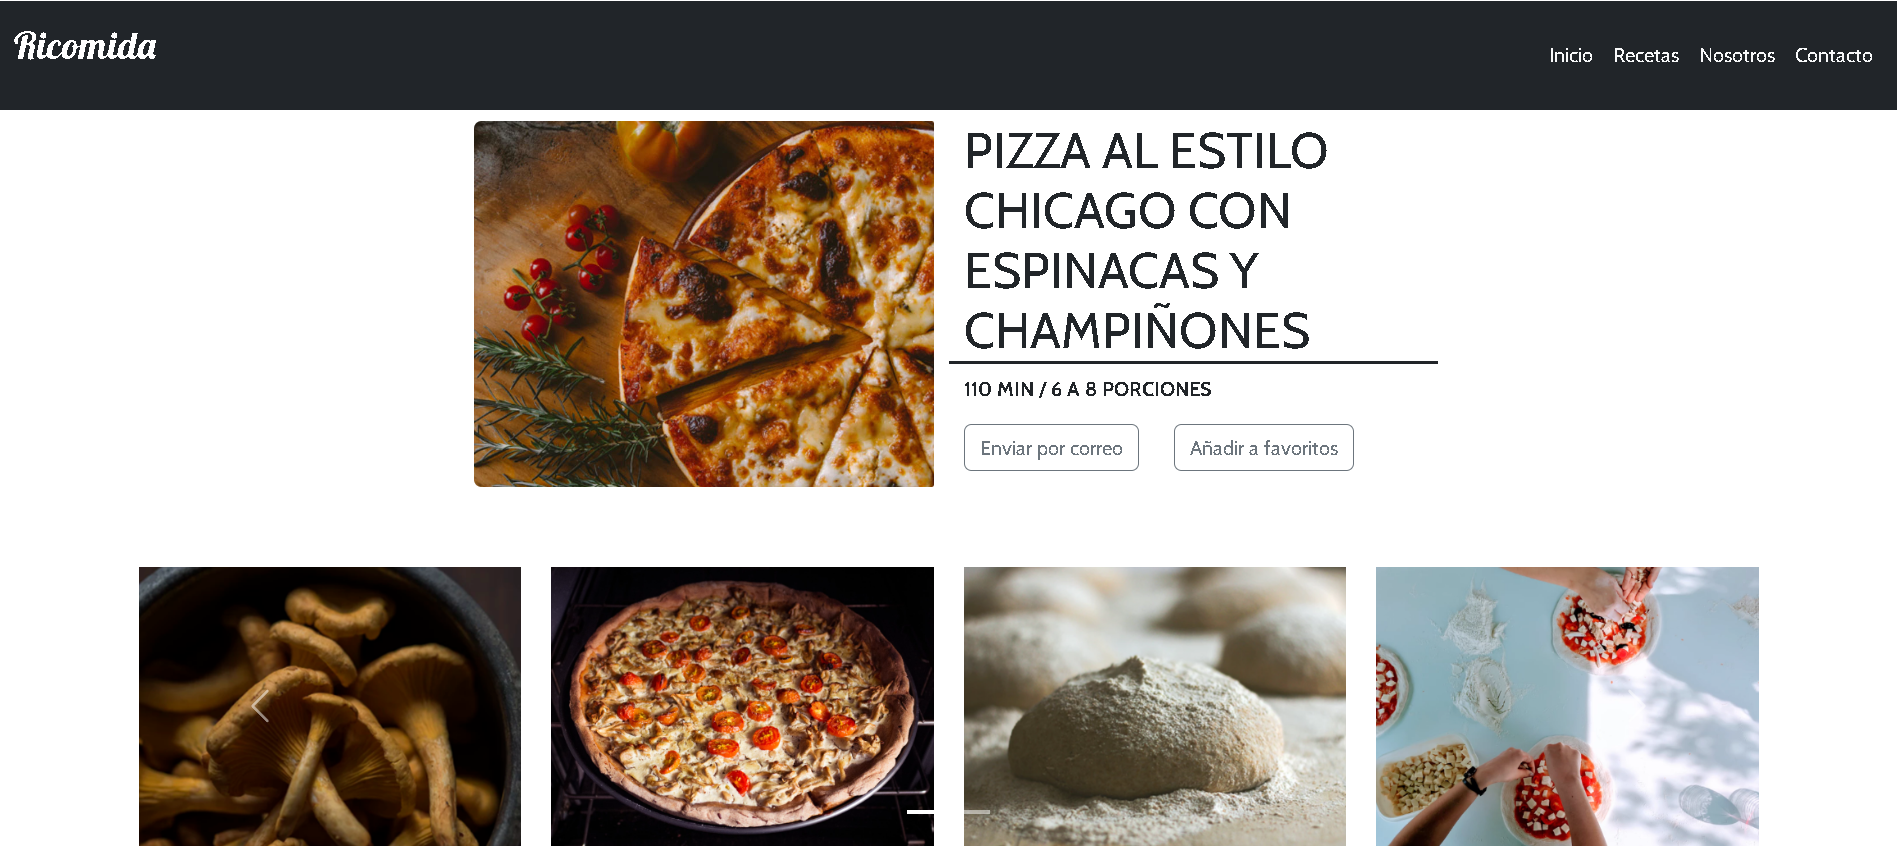 Ricomida
Inicio Recetas Nosotros Contacto
PIZZA AL ESTILO
CHICAGO CON
ESPINACAS Y
CHAMPIÑONES
110 MIN / 6 A 8 PORCIONES
Enviar por correo Añadir a favoritos